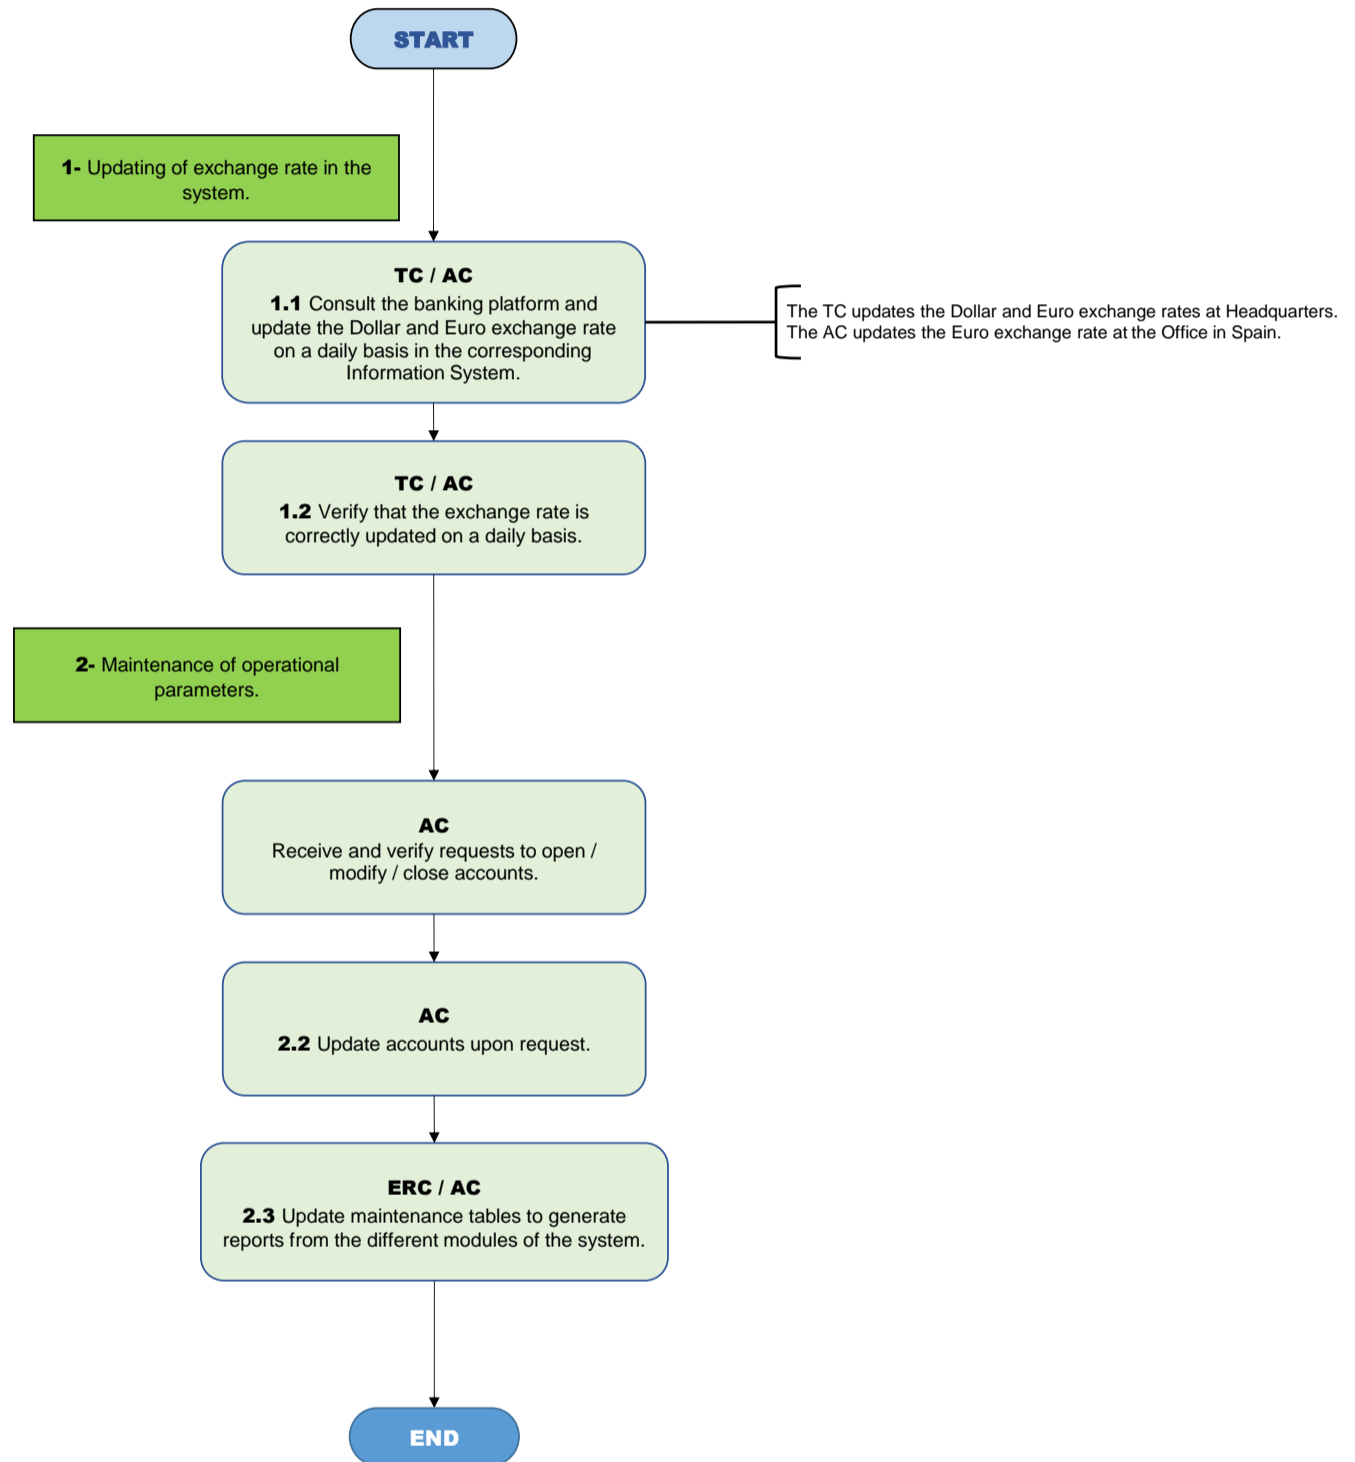 START
1- Updating of exchange rate in the
system.
TC / AC
1.1 Consult the banking platform and
update the Dollar and Euro exchange rate
on a daily basis in the corresponding
Information System.
The TC updates the Dollar and Euro exchange rates at Headquarters.
The AC updates the Euro exchange rate at the Office in Spain.
TC / AC
1.2 Verify that the exchange rate is
correctly updated on a daily basis.
2- Maintenance of operational
parameters.
AC
Receive and verify requests to open /
modify / close accounts.
AC
2.2 Update accounts upon request.
ERC / AC
2.3 Update maintenance tables to generate
reports from the different modules of the system.
END